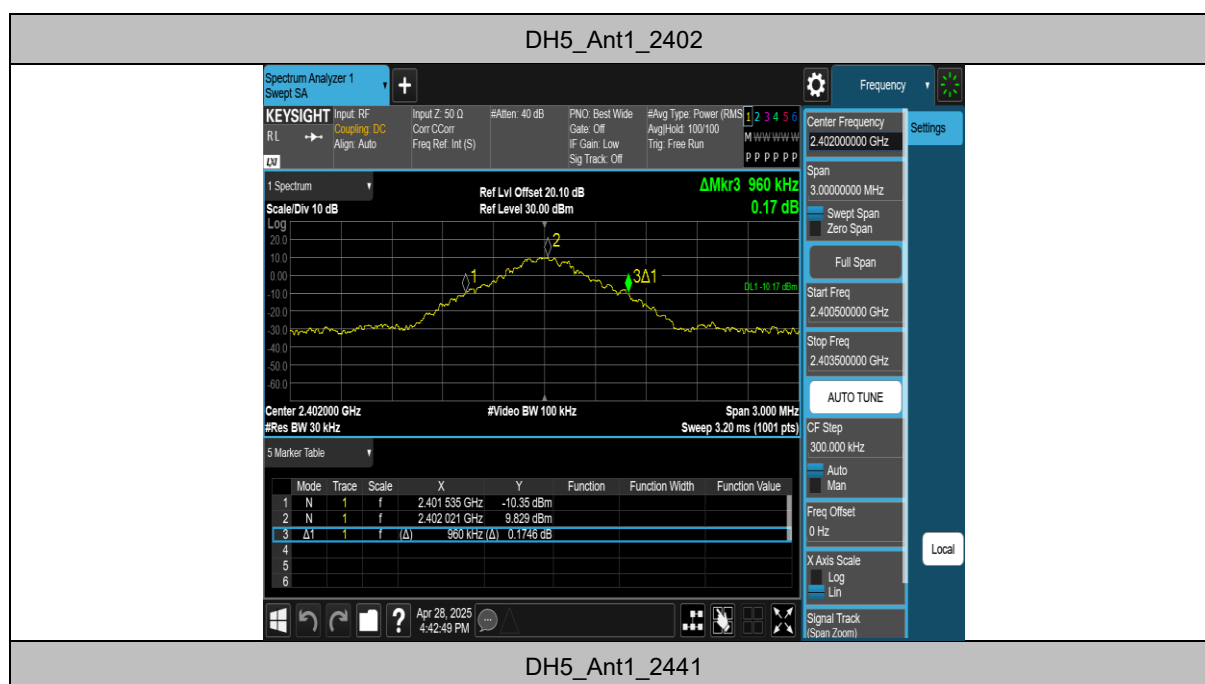 DH5_Ant1_2402
Spectrum Analyzer 1
Swept SA
+
Frequency
KEYSIGHT
RL
LXI
Input: RF
Coupling: DC
Align: Auto
Input Z: 50 Ω
Corr CCorr
Freq Ref: Int (S)
#Atten: 40 dB
PNO: Best Wide
Gate: Off
IF Gain: Low
Sig Track: Off
#Avg Type: Power (RMS
Avg|Hold: 100/100
Trig: Free Run
1 2 3 4 5 6
M W W W W W
P P P P P P
Center Frequency
2.402000000 GHz
Settings
1 Spectrum
Scale/Div 10 dB
Ref Lvl Offset 20.10 dB
Ref Level 30.00 dBm
ΔMkr3 960 kHz
0.17 dB
Log
20.0
10.0
0.00
-10.0
-20.0
-30.0
-40.0
-50.0
-60.0
1
2
3Δ1
DL1 -10.17 dBm
Center 2.402000 GHz
#Res BW 30 kHz
#Video BW 100 kHz
Span 3.000 MHz
Sweep 3.20 ms (1001 pts)
Span
3.00000000 MHz
Swept Span
Zero Span
Full Span
Start Freq
2.400500000 GHz
Stop Freq
2.403500000 GHz
AUTO TUNE
CF Step
300.000 kHz
Auto
Man
Freq Offset
0 Hz
X Axis Scale
Log
Lin
Signal Track
(Span Zoom)
Local
5 Marker Table
Mode Trace Scale X Y Function Function Width Function Value
1 N 1 f 2.401 535 GHz -10.35 dBm
2 N 1 f 2.402 021 GHz 9.829 dBm
3 Δ1 1 f (Δ) 960 kHz (Δ) 0.1746 dB
4
5
6
?
Apr 28, 2025
4:42:49 PM
DH5_Ant1_2441